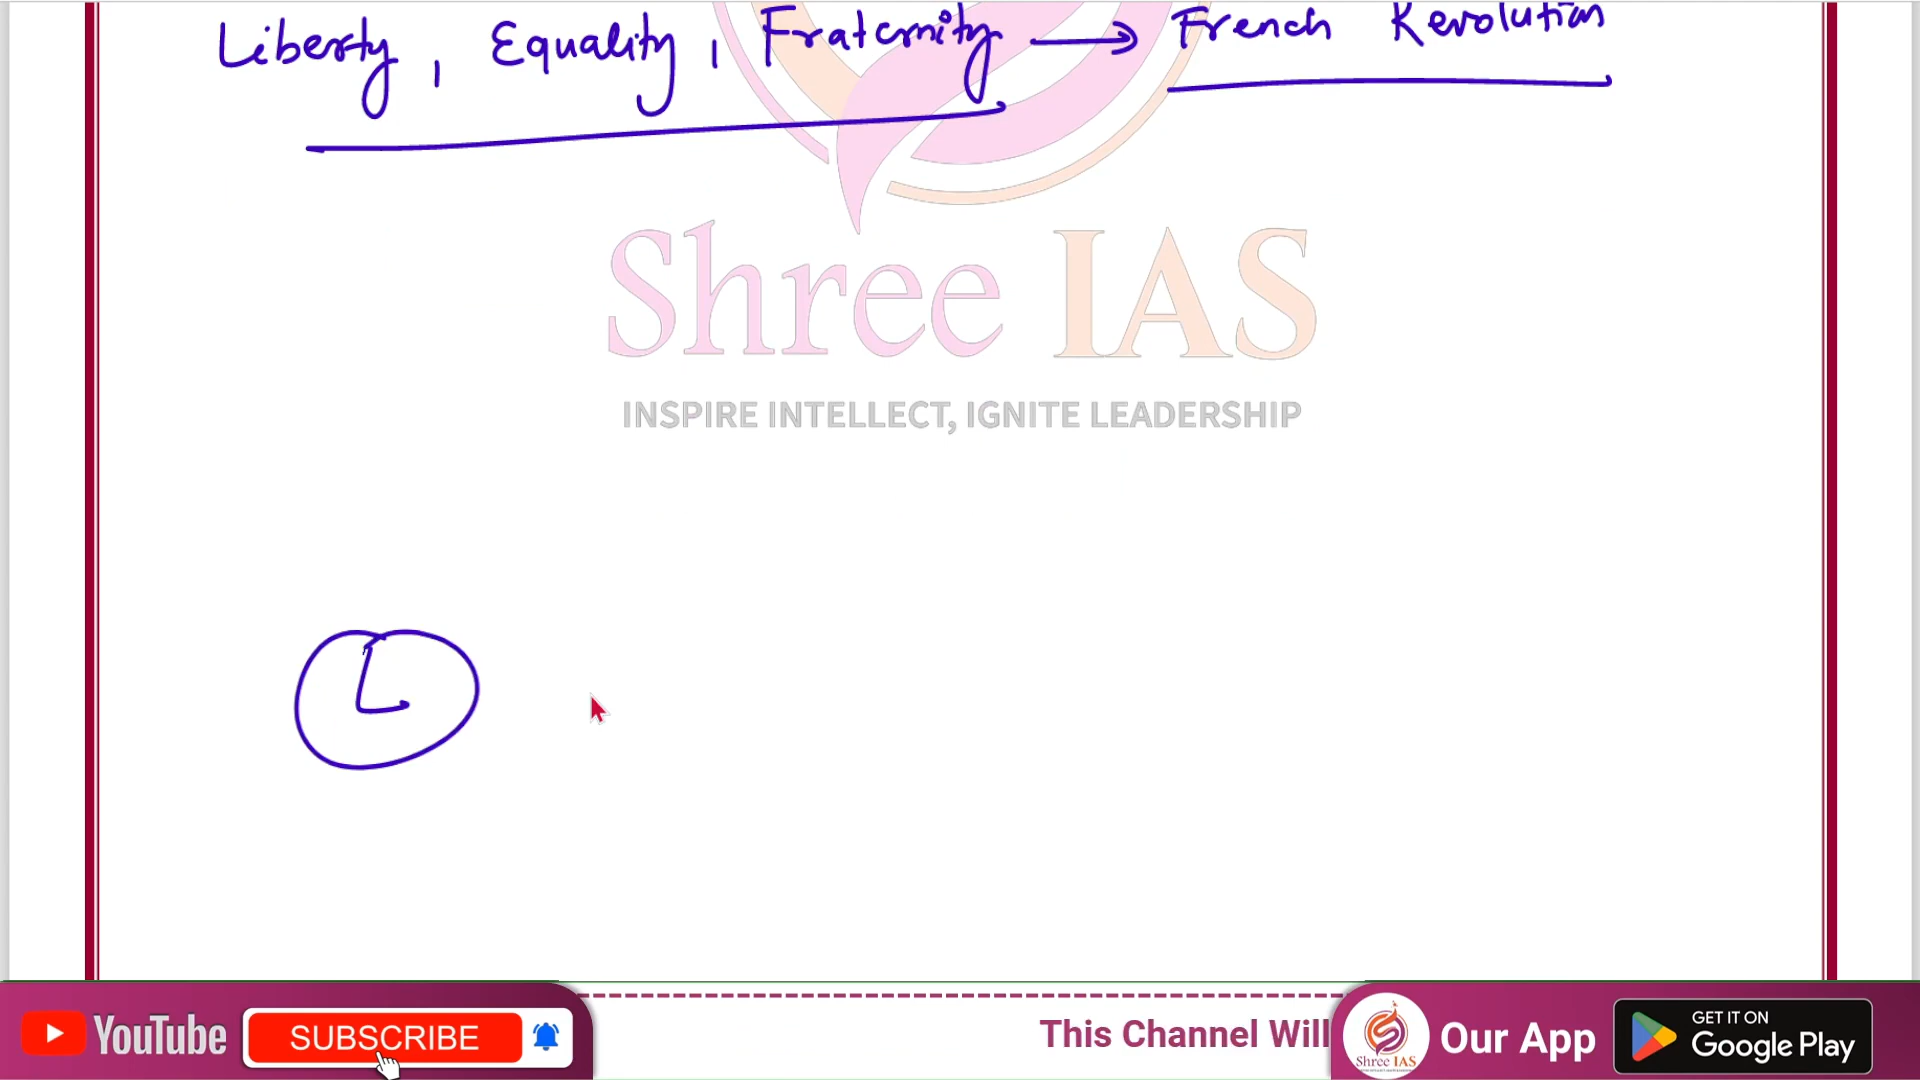 Liberty, Equality, Fraternity → French Revolution
Shree IAS
INSPIRE INTELLECT, IGNITE LEADERSHIP
L
YouTube SUBSCRIBE This Channel Will Shree IAS Our App GET IT ON Google Play